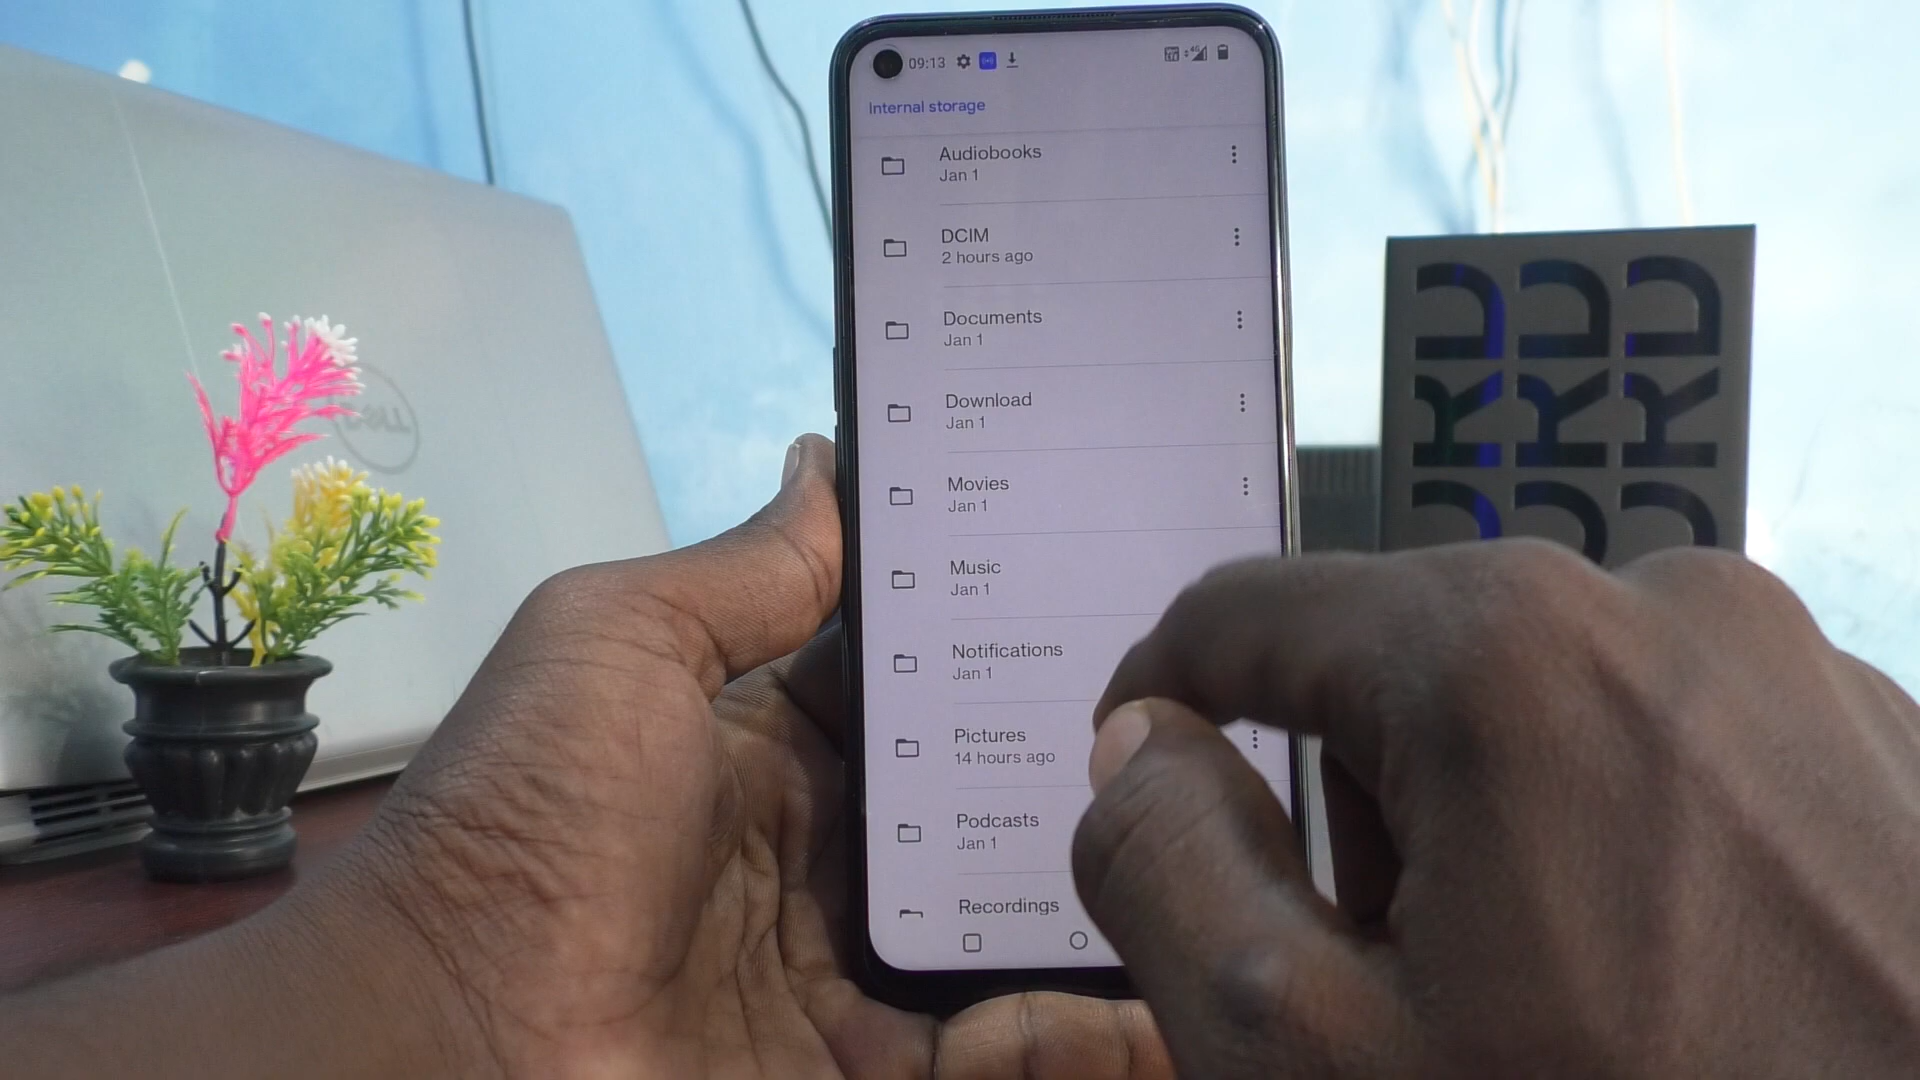 09:13
4G
Internal storage
Audiobooks
Jan 1
DCIM
2 hours ago
Documents
Jan 1
Download
Jan 1
Movies
Jan 1
Music
Jan 1
Notifications
Jan 1
Pictures
14 hours ago
Podcasts
Jan 1
Recordings